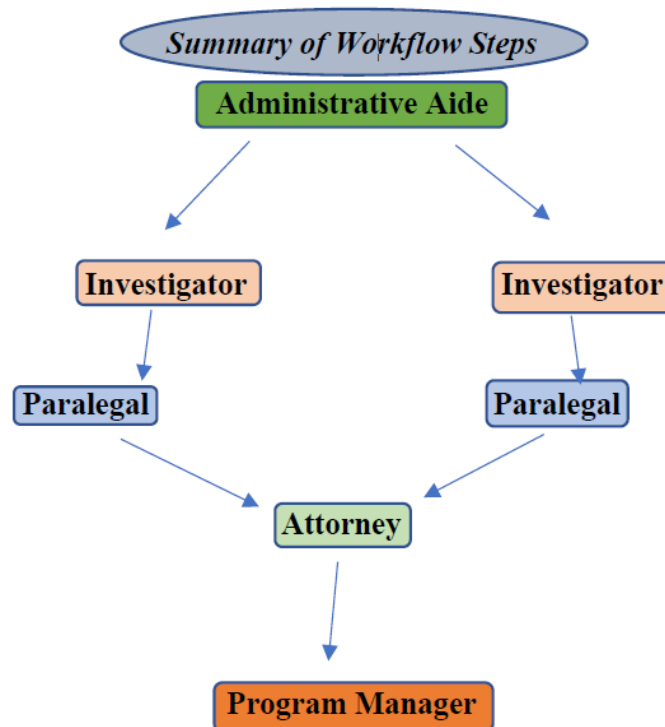 Summary of Workflow Steps
Administrative Aide
Investigator
Investigator
Paralegal
Paralegal
Attorney
Program Manager